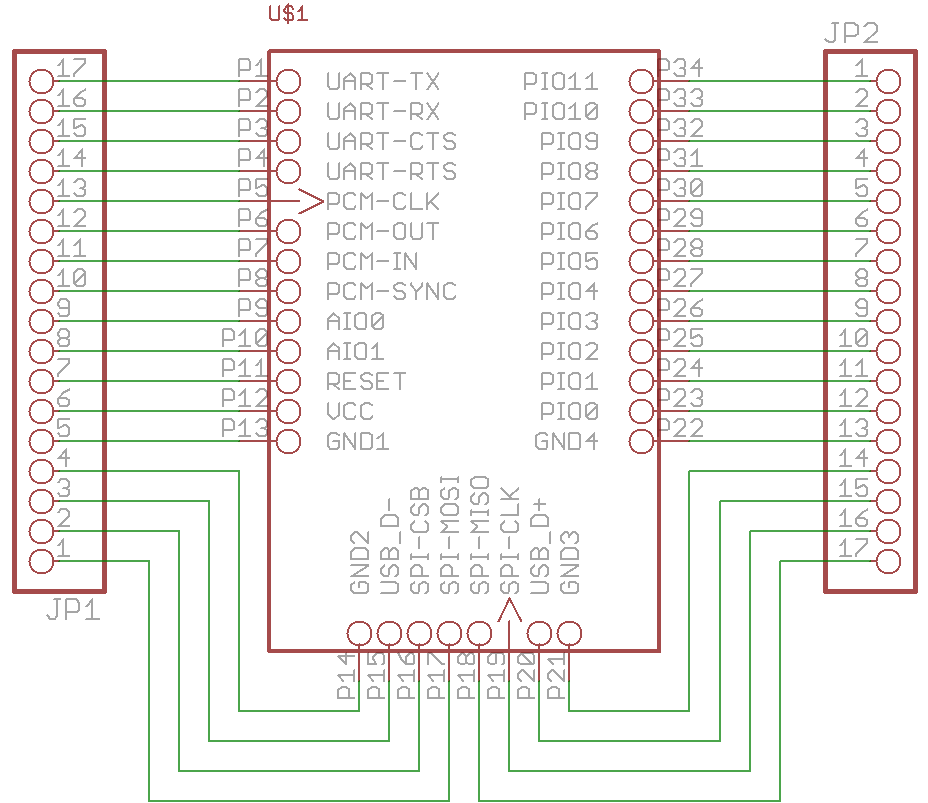 U$1
JP2
17 P1 UART-TX PIO11 P34 1
16 P2 UART-RX PIO10 P33 2
15 P3 UART-CTS PIO9 P32 3
14 P4 UART-RTS PIO8 P31 4
13 P5 PCM-CLK PIO7 P30 5
12 P6 PCM-OUT PIO6 P29 6
11 P7 PCM-IN PIO5 P28 7
10 P8 PCM-SYNC PIO4 P27 8
9 P9 AIO0 PIO3 P26 9
8 P10 AIO1 PIO2 P25 10
7 P11 RESET PIO1 P24 11
6 P12 VCC PIO0 P23 12
5 P13 GND1 GND4 P22 13
4 14
3 15
2 16
1 17
GND2
USB_D-
SPI-CSB
SPI-MOSI
SPI-MISO
SPI-CLK
USB_D+
GND3
JP1
P14
P15
P16
P17
P18
P19
P20
P21